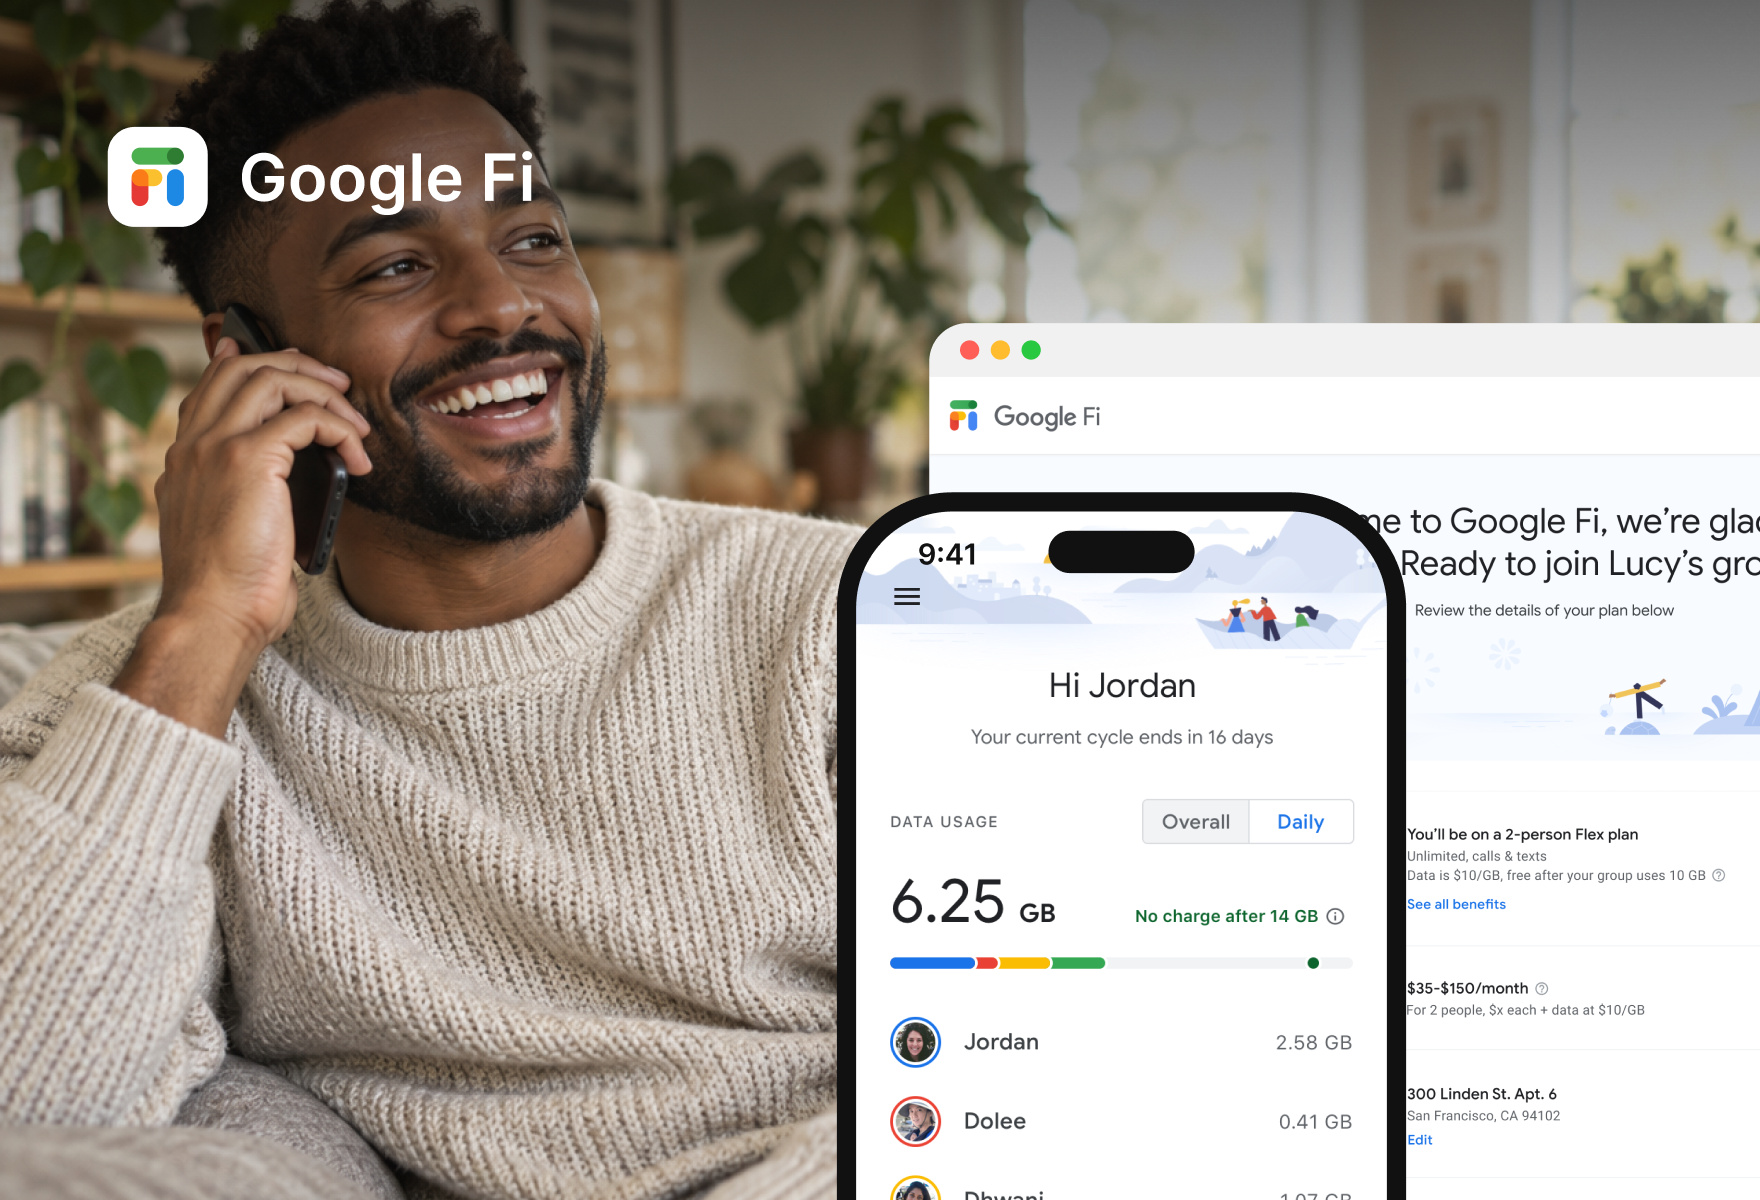 Google Fi
Google Fi
to Google Fi, we're
Ready to join Lucy's
Review the details of your plan below
You'll be on a 2-person Flex plan
Unlimited, calls & texts
Data is $10/GB, free after your group uses 10 GB
See all benefits
$35-$150/month
For 2 people, $x each + data at $10/GB
300 Linden St. Apt. 6
San Francisco, CA 94102
Edit
9:41
Hi Jordan
Your current cycle ends in 16 days
DATA USAGE
Overall
Daily
6.25 GB
No charge after 14 GB
Jordan
2.58 GB
Dolee
0.41 GB
Dhwani
1.07 GB